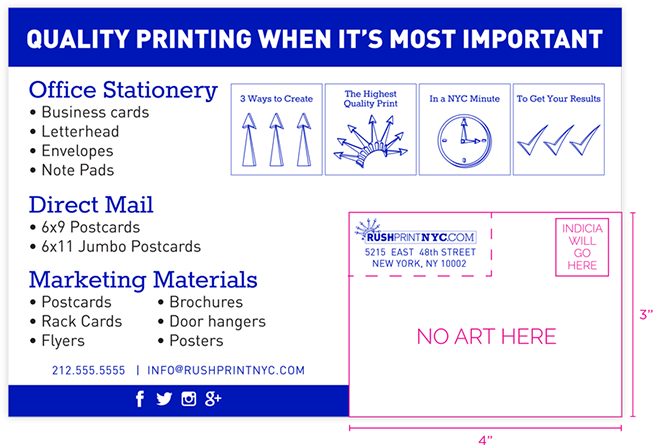 QUALITY PRINTING WHEN IT'S MOST IMPORTANT
Office Stationery
• Business cards
• Letterhead
• Envelopes
• Note Pads
3 Ways to Create
The Highest
Quality Print
In a NYC Minute
To Get Your Results
Direct Mail
• 6x9 Postcards
• 6x11 Jumbo Postcards
Marketing Materials
• Postcards
• Rack Cards
• Flyers
• Brochures
• Door hangers
• Posters
212.555.5555 | INFO@RUSHPRINTNYC.COM
f g+
RUSHPRINTNYC.COM
5215 EAST 48th STREET
NEW YORK, NY 10002
INDICIA
WILL
GO
HERE
NO ART HERE
3"
4"